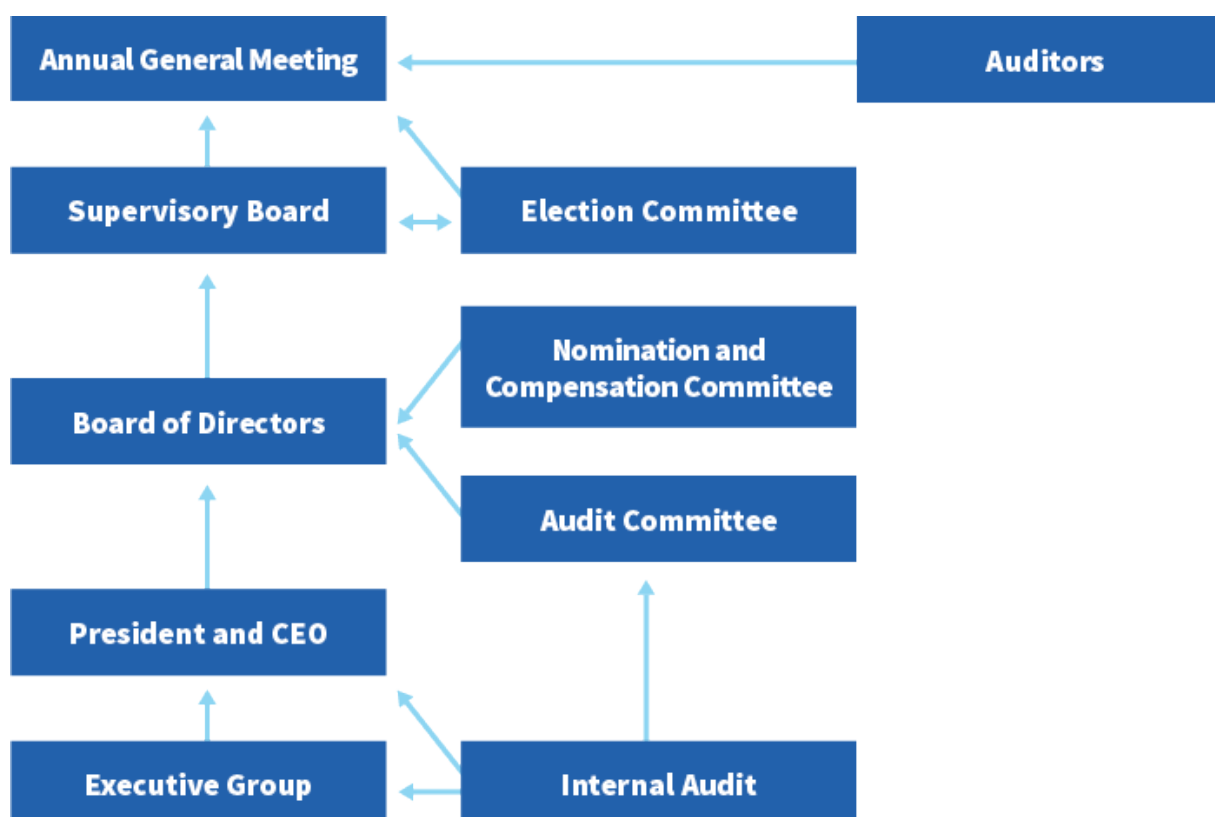 Annual General Meeting
Auditors
Supervisory Board
Election Committee
Nomination and
Compensation Committee
Board of Directors
Audit Committee
President and CEO
Executive Group
Internal Audit